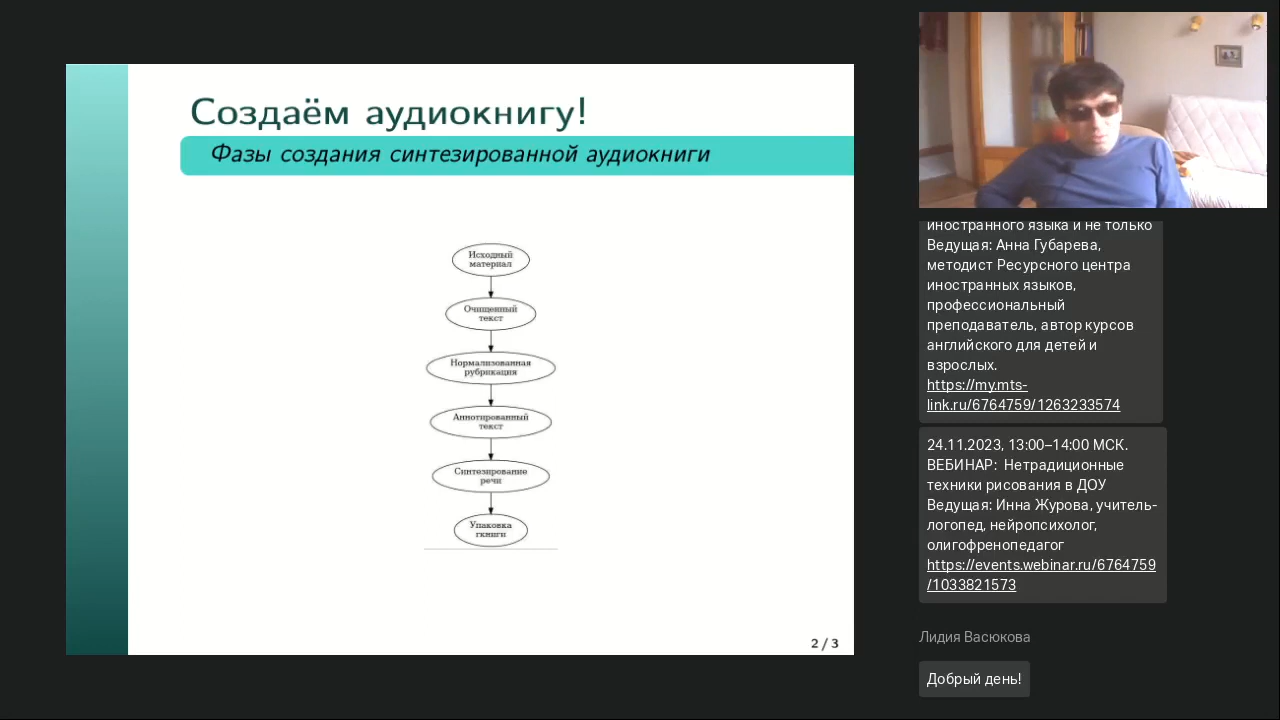 Создаём аудиокнигу!
Фазы создания синтезированной аудиокниги
Исходный
материал
Очищенный
текст
Нормализованная
рубрикация
Аннотированный
текст
Синтезирование
речи
Упаковка
гкниги
2 / 3
иностранного языка и не только
Ведущая: Анна Губарева,
методист Ресурсного центра
иностранных языков,
профессиональный
преподаватель, автор курсов
английского для детей и
взрослых.
https://my.mts-
link.ru/6764759/1263233574
24.11.2023, 13:00–14:00 МСК.
ВЕБИНАР: Нетрадиционные
техники рисования в ДОУ
Ведущая: Инна Журова, учитель-
логопед, нейропсихолог,
олигофренопедагог
https://events.webinar.ru/6764759
/1033821573
Лидия Васюкова
Добрый день!